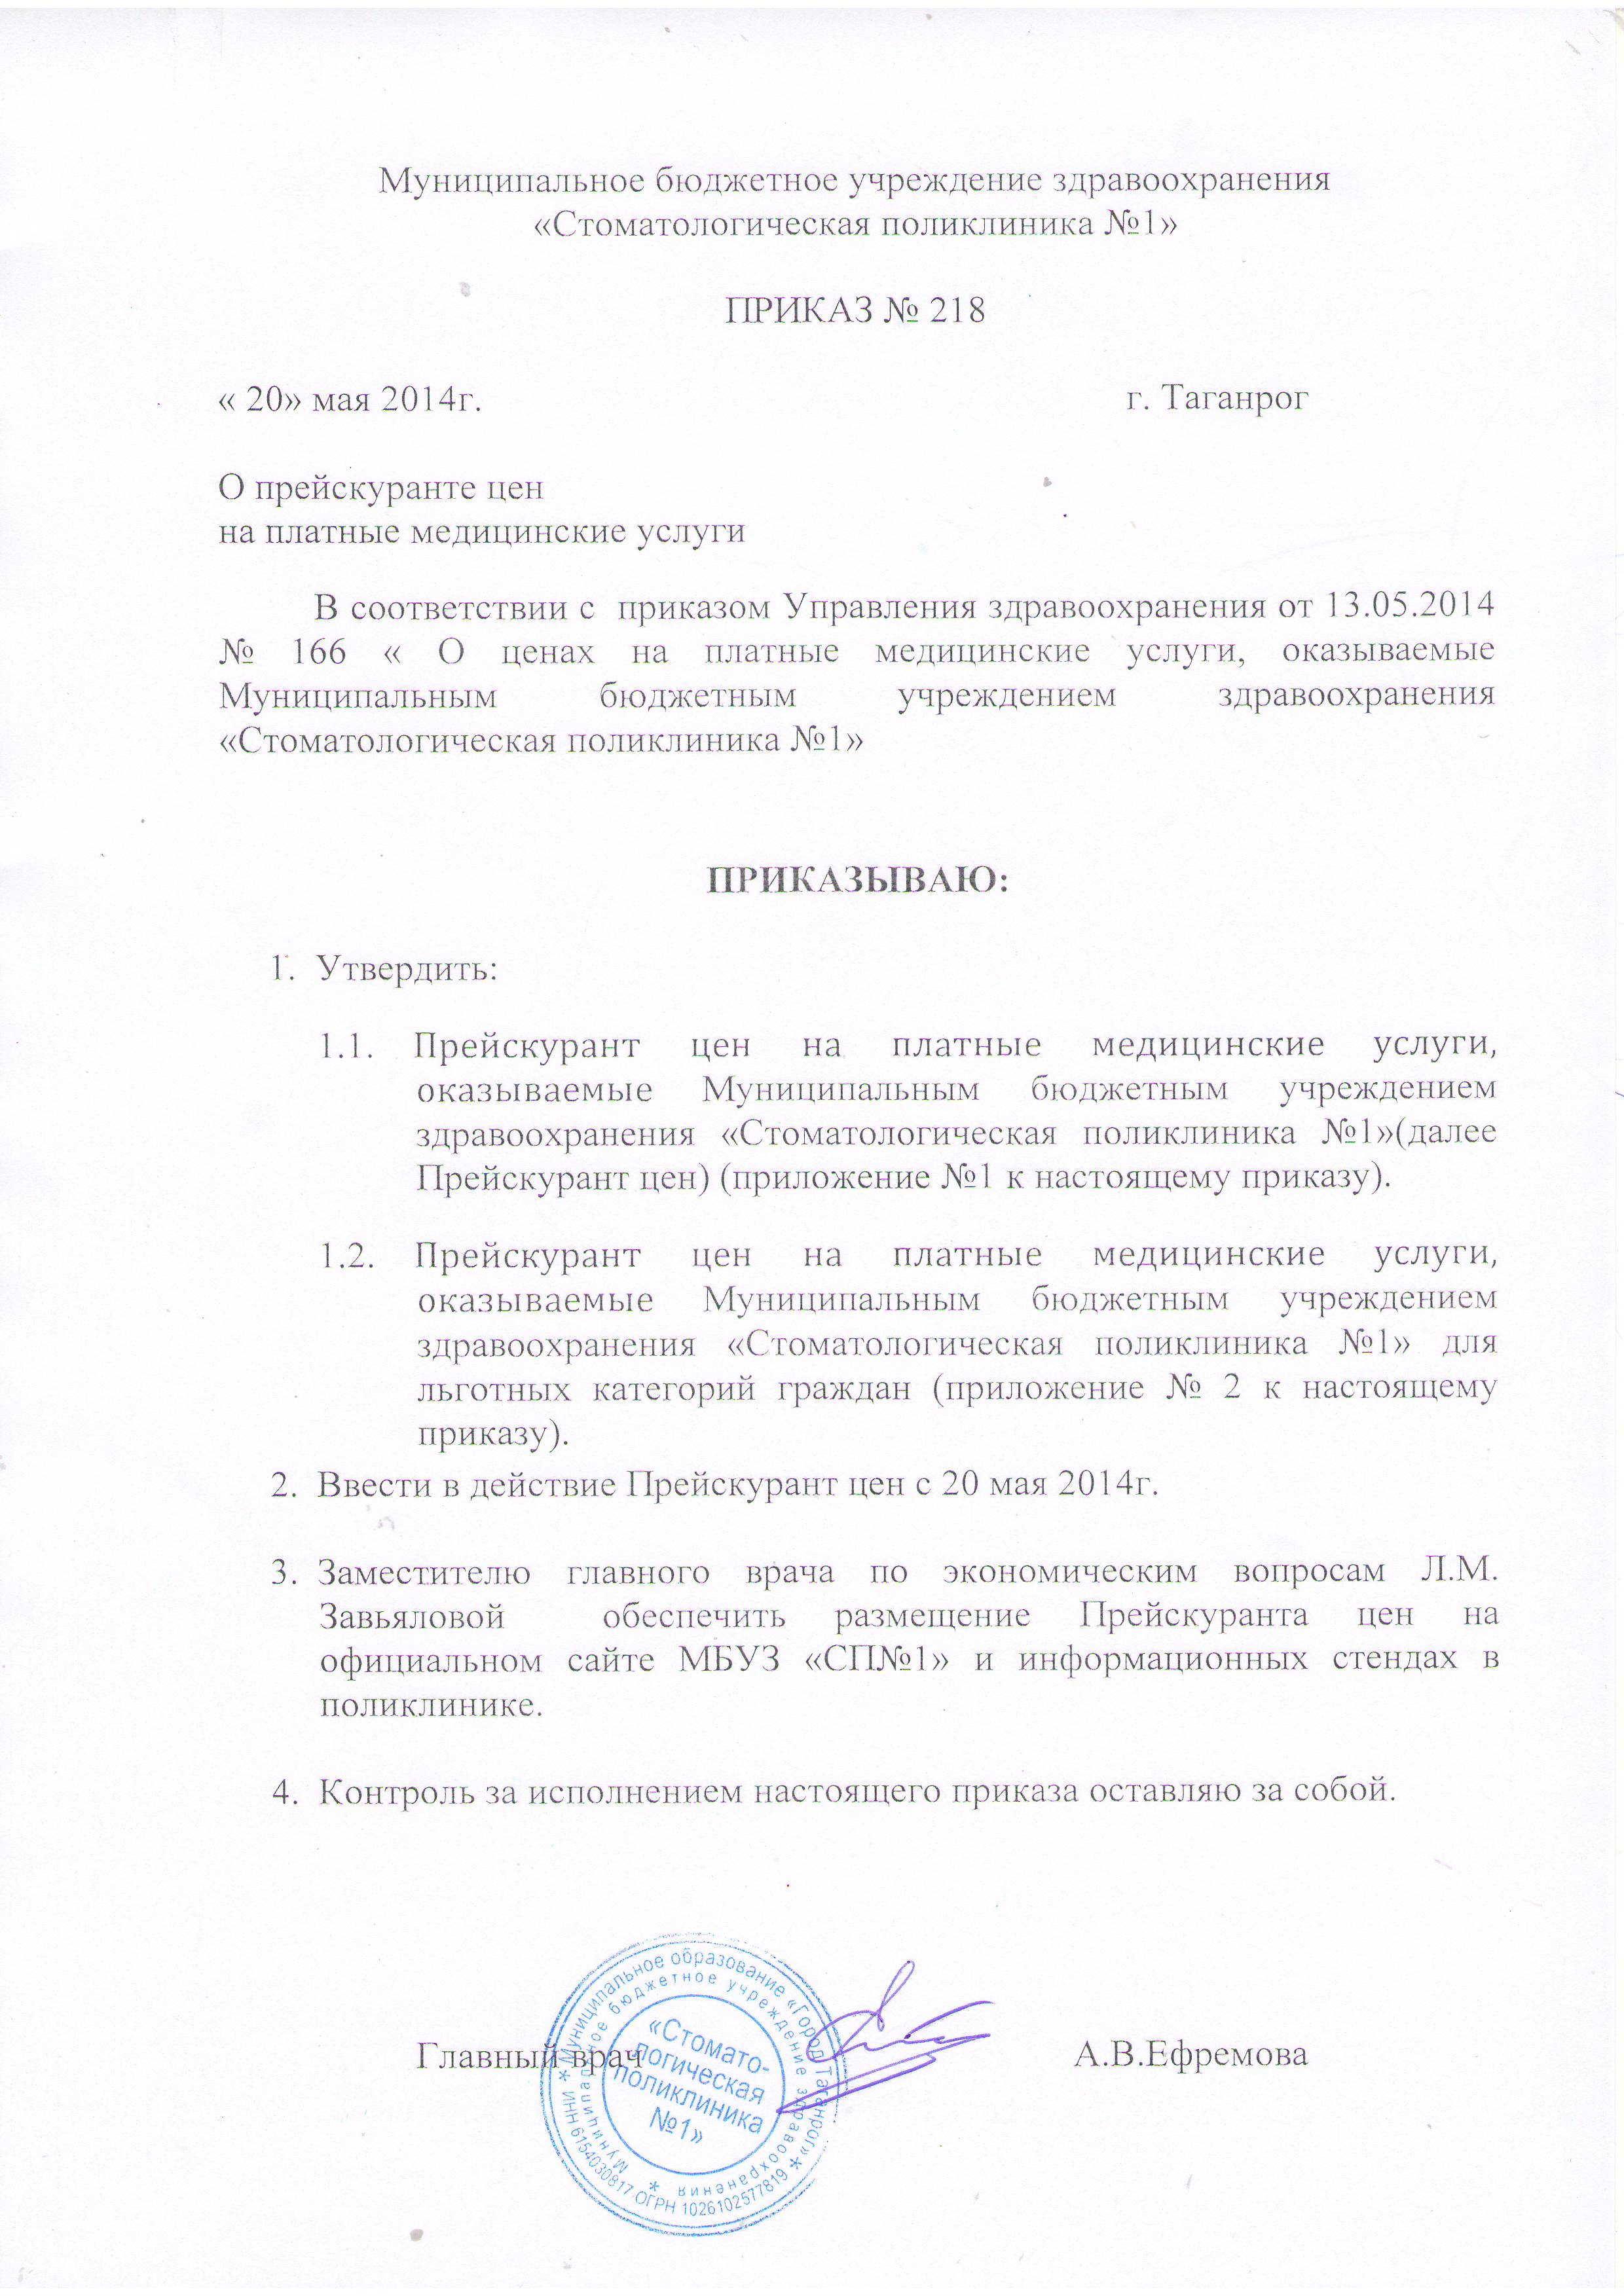 Муниципальное бюджетное учреждение здравоохранения
«Стоматологическая поликлиника №1»
ПРИКАЗ № 218
« 20» мая 2014г. г. Таганрог
О прейскуранте цен
на платные медицинские услуги
В соответствии с приказом Управления здравоохранения от 13.05.2014
№ 166 « О ценах на платные медицинские услуги, оказываемые
Муниципальным бюджетным учреждением здравоохранения
«Стоматологическая поликлиника №1»
ПРИКАЗЫВАЮ:
1. Утвердить:
1.1. Прейскурант цен на платные медицинские услуги,
оказываемые Муниципальным бюджетным учреждением
здравоохранения «Стоматологическая поликлиника №1»(далее
Прейскурант цен) (приложение №1 к настоящему приказу).
1.2. Прейскурант цен на платные медицинские услуги,
оказываемые Муниципальным бюджетным учреждением
здравоохранения «Стоматологическая поликлиника №1» для
льготных категорий граждан (приложение № 2 к настоящему
приказу).
2. Ввести в действие Прейскурант цен с 20 мая 2014г.
3. Заместителю главного врача по экономическим вопросам Л.М.
Завьяловой обеспечить размещение Прейскуранта цен на
официальном сайте МБУЗ «СП№1» и информационных стендах в
поликлинике.
4. Контроль за исполнением настоящего приказа оставляю за собой.
Главный врач А.В.Ефремова
* Муниципальное образование «Город Таганрог» *
ИНН 6154030817 ОГРН 1026102577819
Муниципальное бюджетное учреждение здравоохранения *
«Стомато-
логическая
поликлиника
№1»